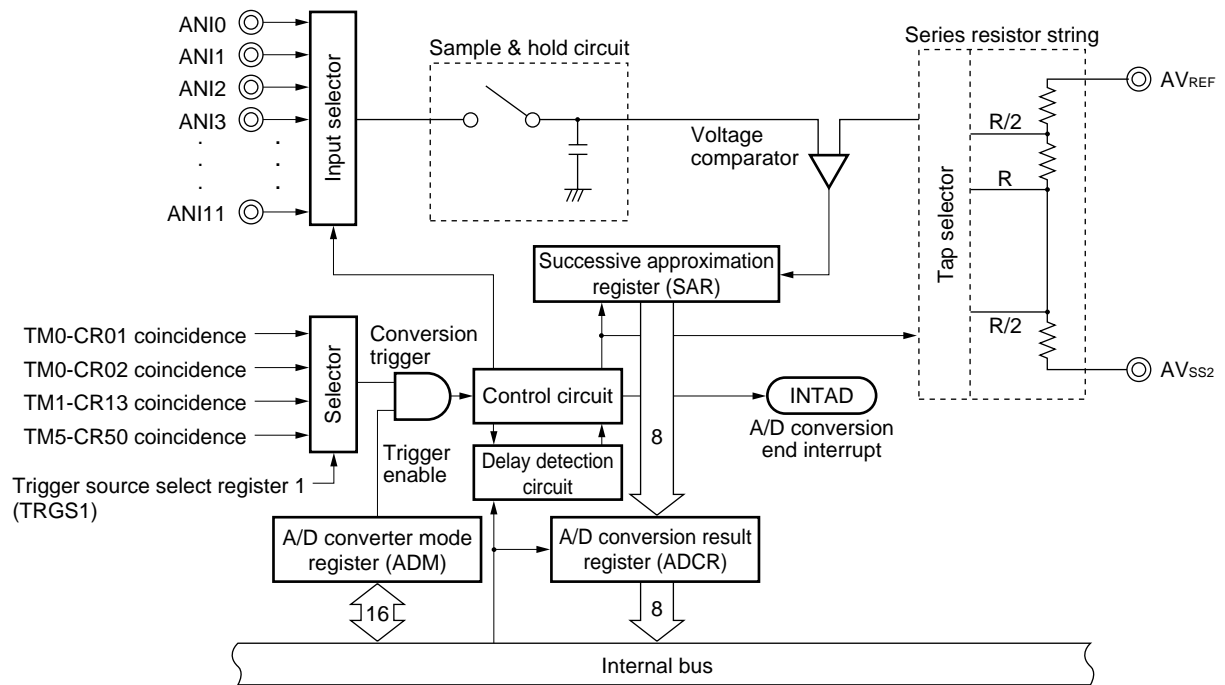 ANI0
ANI1
ANI2
ANI3
ANI11
Input selector
Sample & hold circuit
Voltage
comparator
Series resistor string
Tap selector
R/2
R
R/2
AVREF
AVSS2
Successive approximation
register (SAR)
TM0-CR01 coincidence
TM0-CR02 coincidence
TM1-CR13 coincidence
TM5-CR50 coincidence
Selector
Conversion
trigger
Trigger
enable
Control circuit
INTAD
A/D conversion
end interrupt
8
Delay detection
circuit
Trigger source select register 1
(TRGS1)
A/D converter mode
register (ADM)
A/D conversion result
register (ADCR)
16
8
Internal bus